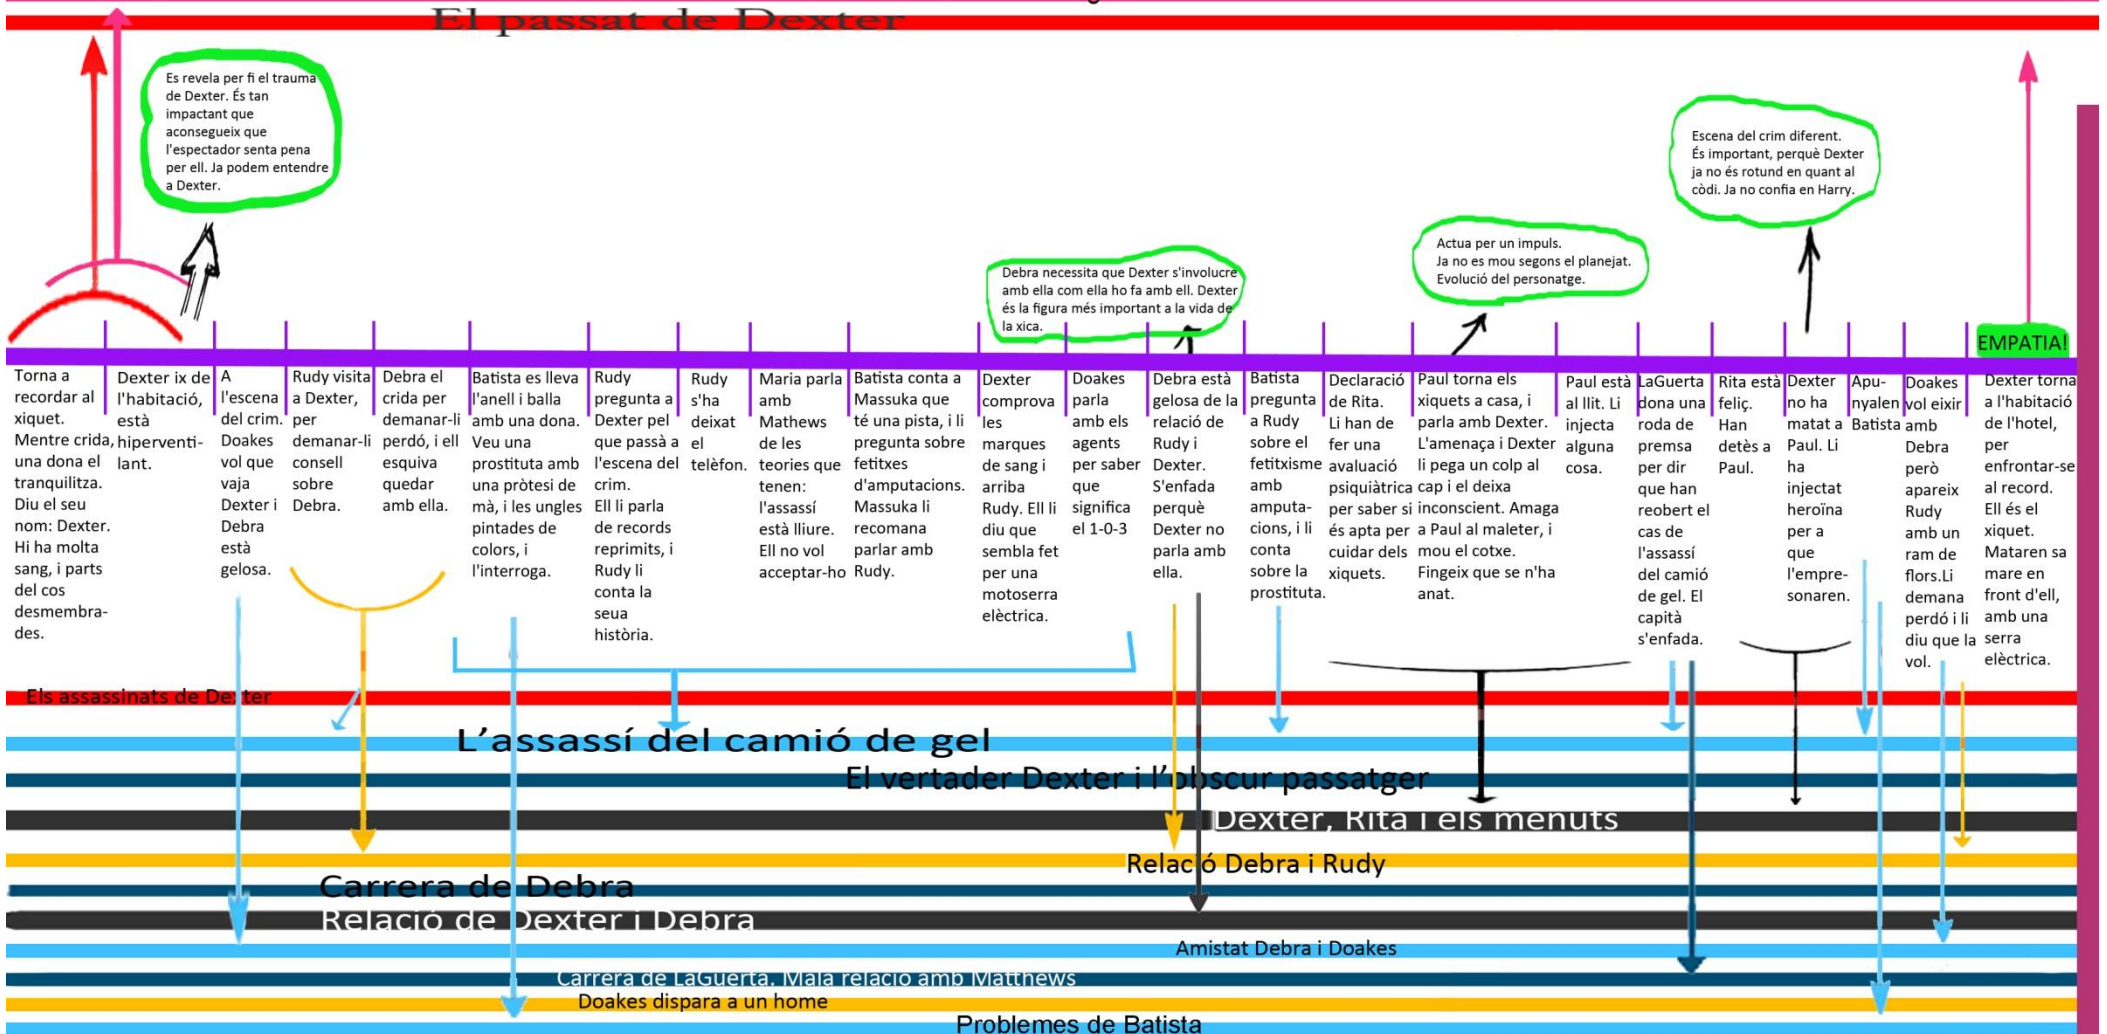 El passat de Dexter
Es revela per fi el trauma
de Dexter. És tan
impactant que
aconsegueix que
l'espectador senta pena
per ell. Ja podem entendre
a Dexter.
Debra necessita que Dexter s'involucre
amb ella com ella ho fa amb ell. Dexter
és la figura més important a la vida de
la xica.
Actua per un impuls.
Ja no es mou segons el planejat.
Evolució del personatge.
Escena del crim diferent.
És important, perquè Dexter
ja no és rotund en quant al
còdi. Ja no confia en Harry.
EMPATIA!
Torna a
recordar al
xiquet.
Mentre crida,
una dona el
tranquilitza.
Diu el seu
nom: Dexter.
Hi ha molta
sang, i parts
del cos
desmembra-
des.
Dexter ix de
l'habitació,
està
hiperventi-
lant.
A
l'escena
del crim.
Doakes
vol que
vaja
Dexter i
Debra
està
gelosa.
Rudy visita
a Dexter,
per
demanar-li
consell
sobre
Debra.
Debra el
crida per
demanar-li
perdó, i ell
esquiva
quedar
amb ella.
Batista es lleva
l'anell i balla
amb una dona.
Veu una
prostituta amb
una pròtesi de
mà, i les ungles
pintades de
colors, i
l'interroga.
Rudy
pregunta a
Dexter pel
que passà a
l'escena del
crim.
Ell li parla
de records
reprimits, i
Rudy li
conta la
seua
història.
Rudy
s'ha
deixat
el
telèfon.
Maria parla
amb
Mathews
de les
teories que
tenen:
l'assassí
està lliure.
Ell no vol
acceptar-ho
Batista conta a
Massuka que
té una pista, i li
pregunta sobre
fetitxes
d'amputacions.
Massuka li
recomana
parlar amb
Rudy.
Dexter
comprova
les
marques
de sang i
arriba
Rudy. Ell li
diu que
sembla fet
per una
motoserra
elèctrica.
Doakes
parla
amb els
agents
per saber
que
significa
el 1-0-3
Debra està
gelosa de la
relació de
Rudy i
Dexter.
S'enfada
perquè
Dexter no
parla amb
ella.
Batista
pregunta
a Rudy
sobre el
fetitxisme
amb
amputa-
cions, i li
conta
sobre la
prostituta.
Declaració
de Rita.
Li han de
fer una
avaluació
psiquiàtrica
per saber si
és apta per
cuidar dels
xiquets.
Paul torna els
xiquets a casa, i
parla amb Dexter.
L'amenaça i Dexter
li pega un colp al
cap i el deixa
inconscient. Amaga
a Paul al maleter, i
mou el cotxe.
Fingeix que se n'ha
anat.
Paul està
al llit. Li
injecta
alguna
cosa.
LaGuerta
dona una
roda de
premsa
per dir
que han
reobert el
cas de
l'assassí
del camió
de gel. El
capità
s'enfada.
Rita està
feliç.
Han
detès a
Paul.
Dexter
no ha
matat a
Paul. Li
ha
injectat
heroïna
per a
que
l'empre-
sonaren.
Apu-
nyalen
Batista
Doakes
vol eixir
amb
Debra
però
apareix
Rudy
amb un
ram de
flors.Li
demana
perdó i li
diu que la
vol.
Dexter torna
a l'habitació
de l'hotel,
per
enfrontar-se
al record.
Ell és el
xiquet.
Mataren sa
mare en
front d'ell,
amb una
serra
elèctrica.
Els assassinats de Dexter
L'assassí del camió de gel
El vertader Dexter i l'obscur passatger
Dexter, Rita i els menuts
Relació Debra i Rudy
Carrera de Debra
Relació de Dexter i Debra
Amistat Debra i Doakes
Carrera de LaGuerta. Mala relació amb Matthews
Doakes dispara a un home
Problemes de Batista